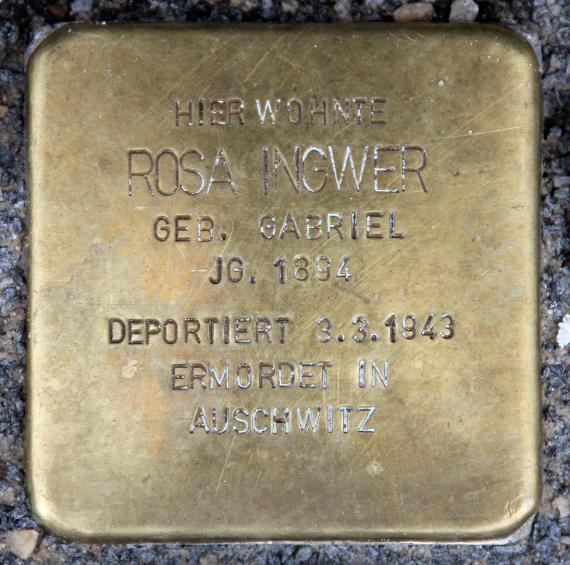 HIER WOHNTE
ROSA INGWER
GEB. GABRIEL
JG. 1894
DEPORTIERT 3.3.1943
ERMORDET IN
AUSCHWITZ